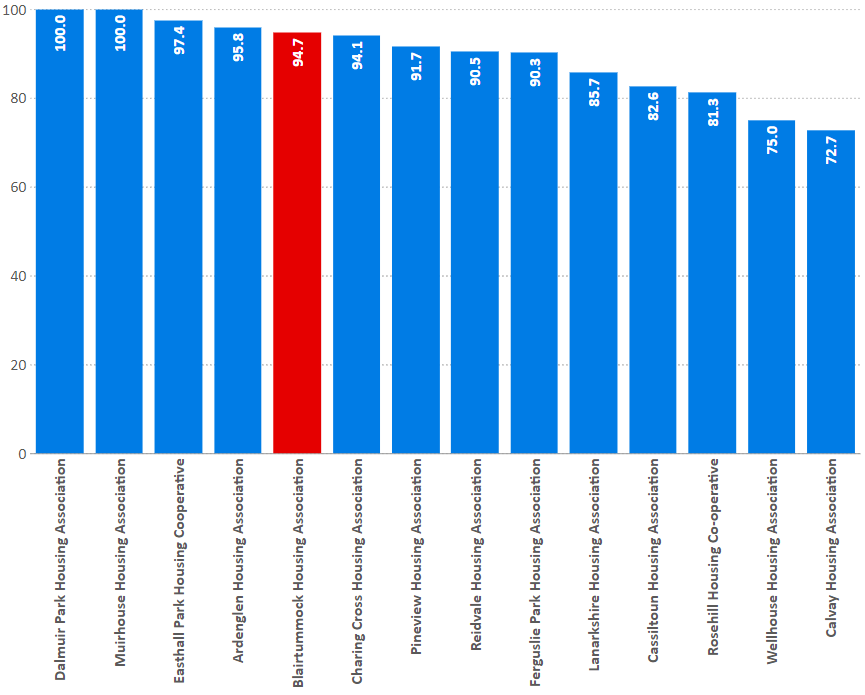 100
80
60
40
20
0
100.0
100.0
97.4
95.8
94.7
94.1
91.7
90.5
90.3
85.7
82.6
81.3
75.0
72.7
Dalmuir Park Housing Association
Muirhouse Housing Association
Easthall Park Housing Cooperative
Ardenglen Housing Association
Blairtummock Housing Association
Charing Cross Housing Association
Pineview Housing Association
Reidvale Housing Association
Ferguslie Park Housing Association
Lanarkshire Housing Association
Cassiltoun Housing Association
Rosehill Housing Co-operative
Wellhouse Housing Association
Calvay Housing Association